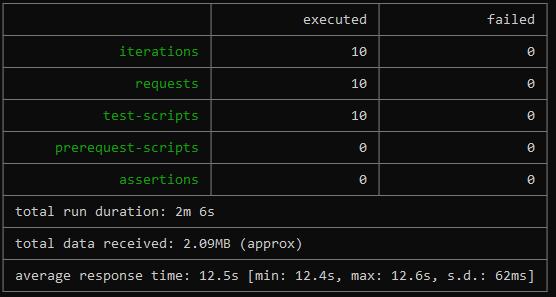 executed failed
iterations 10 0
requests 10 0
test-scripts 10 0
prerequest-scripts 0 0
assertions 0 0
total run duration: 2m 6s
total data received: 2.09MB (approx)
average response time: 12.5s [min: 12.4s, max: 12.6s, s.d.: 62ms]